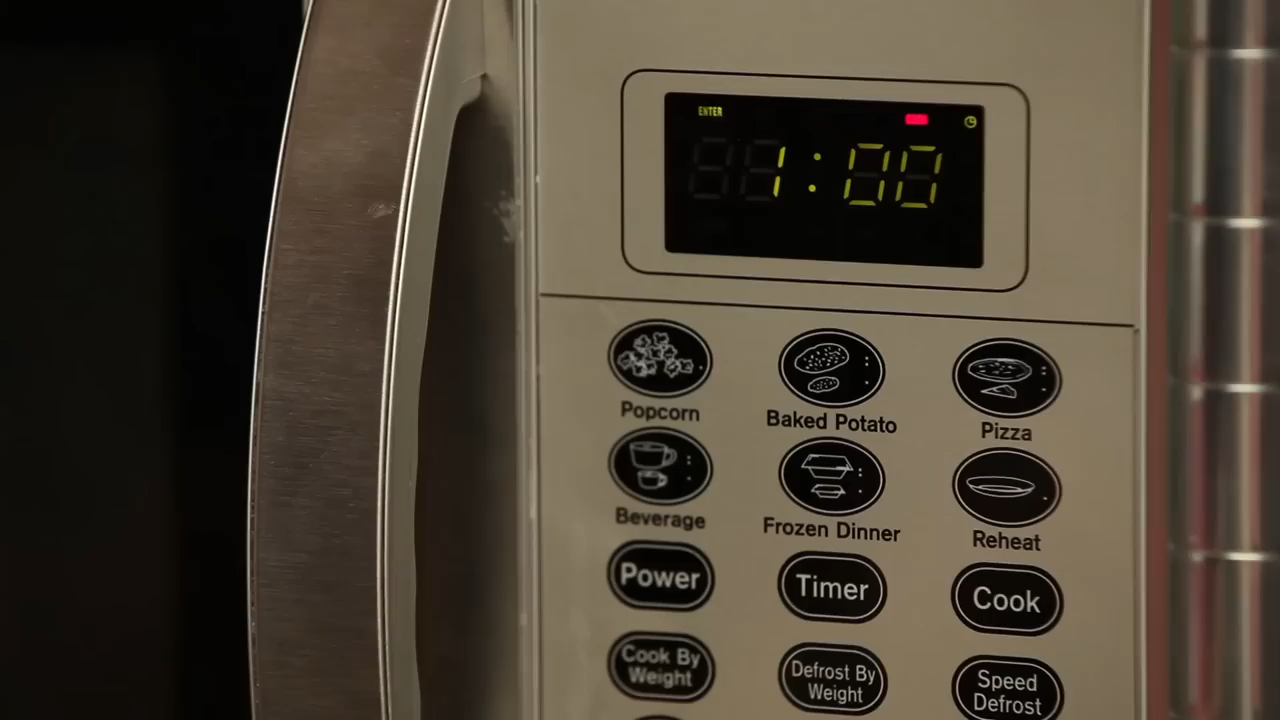 ENTER
1:00
Popcorn
Baked Potato
Pizza
Beverage
Frozen Dinner
Reheat
Power
Timer
Cook
Cook By
Weight
Defrost By
Weight
Speed
Defrost